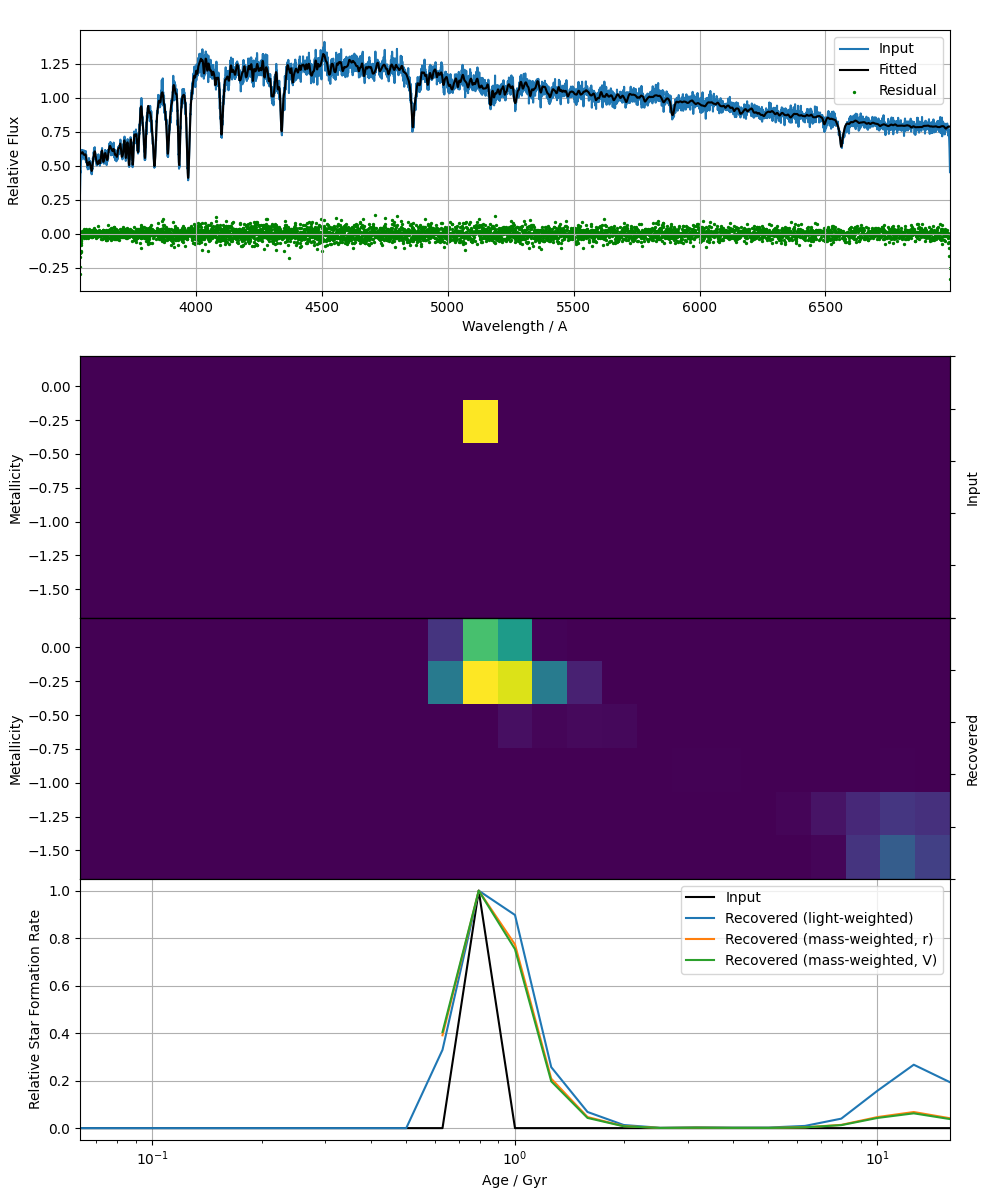 Relative Flux
1.25
1.00
0.75
0.50
0.25
0.00
−0.25
Input
Fitted
Residual
4000 4500 5000 5500 6000 6500
Wavelength / A
Metallicity
0.00
−0.25
−0.50
−0.75
−1.00
−1.25
−1.50
Input
Metallicity
0.00
−0.25
−0.50
−0.75
−1.00
−1.25
−1.50
Recovered
Relative Star Formation Rate
1.0
0.8
0.6
0.4
0.2
0.0
Input
Recovered (light-weighted)
Recovered (mass-weighted, r)
Recovered (mass-weighted, V)
10⁻¹ 10⁰ 10¹
Age / Gyr